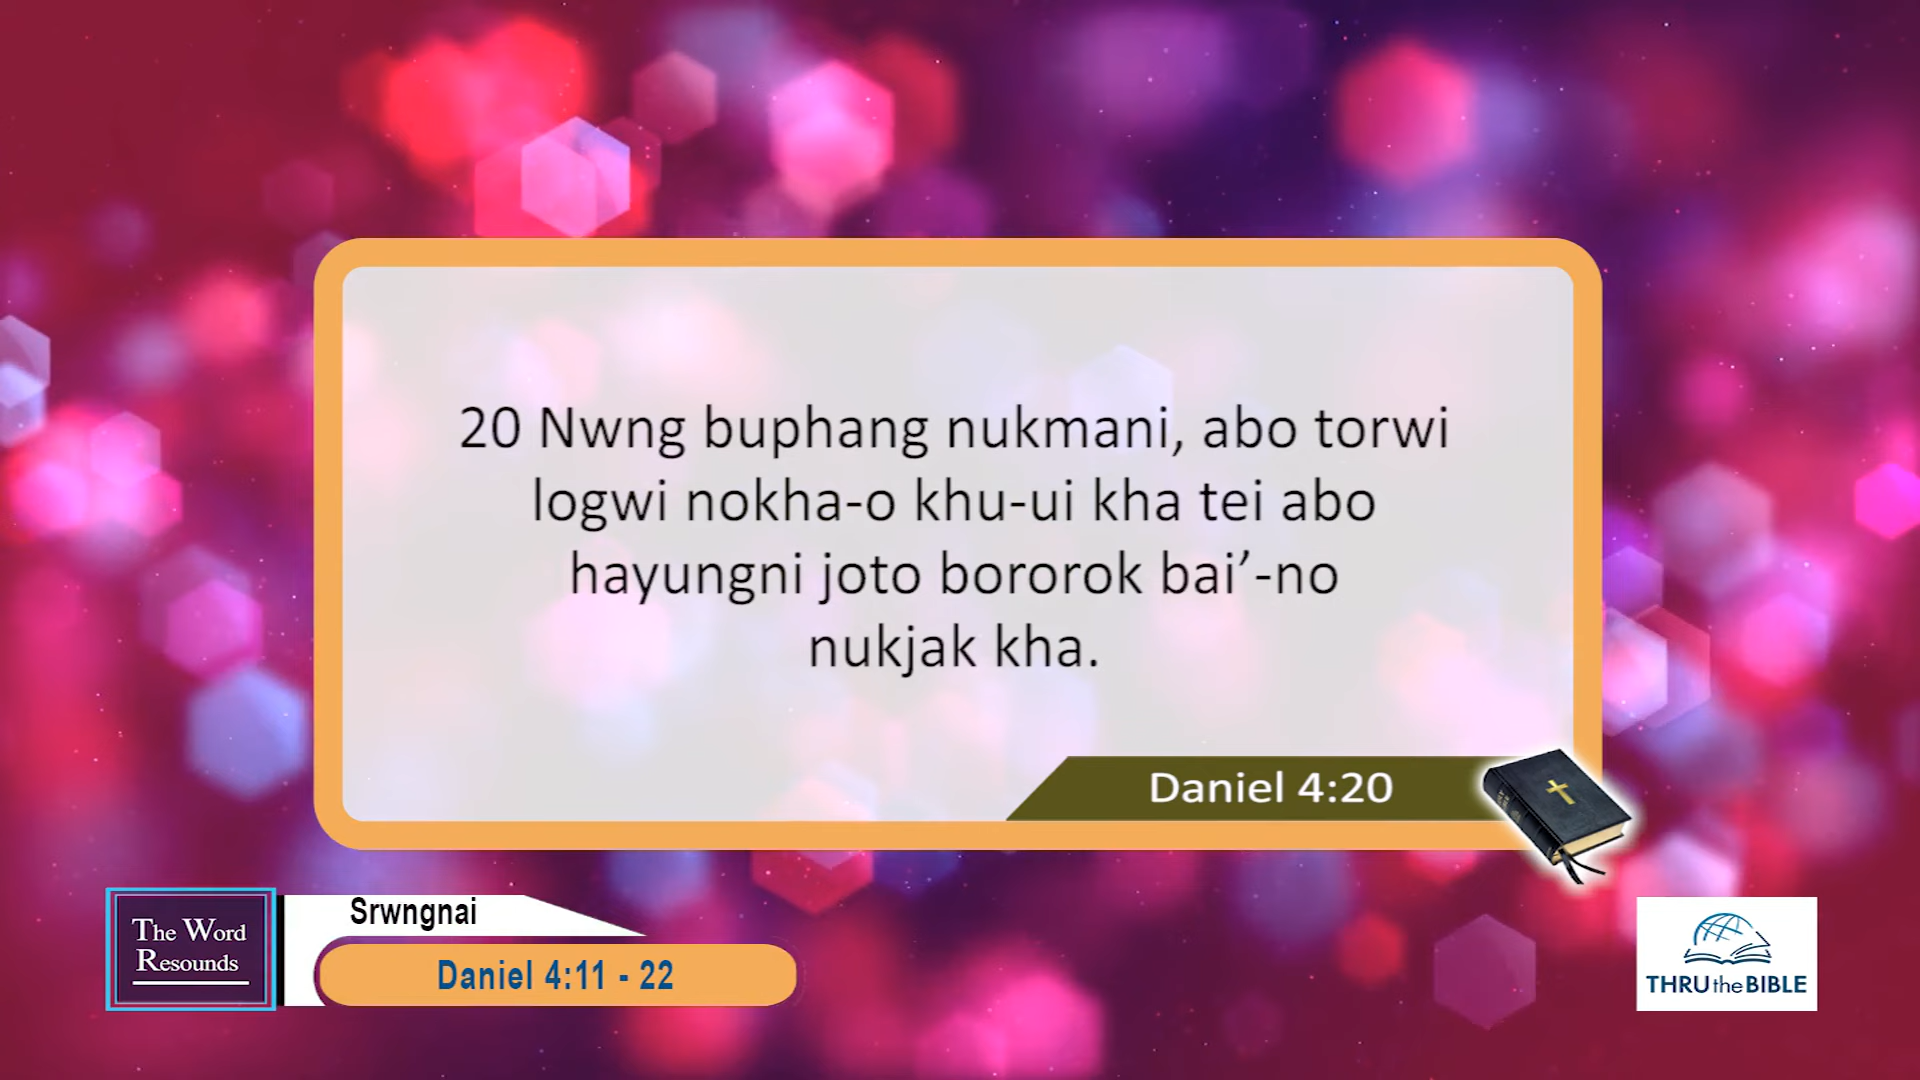 20 Nwng buphang nukmani, abo torwi
logwi nokha-o khu-ui kha tei abo
hayungni joto bororok bai’-no
nukjak kha.
Daniel 4:20
The Word
Resounds
Srwngnai
Daniel 4:11 - 22
THRU the BIBLE